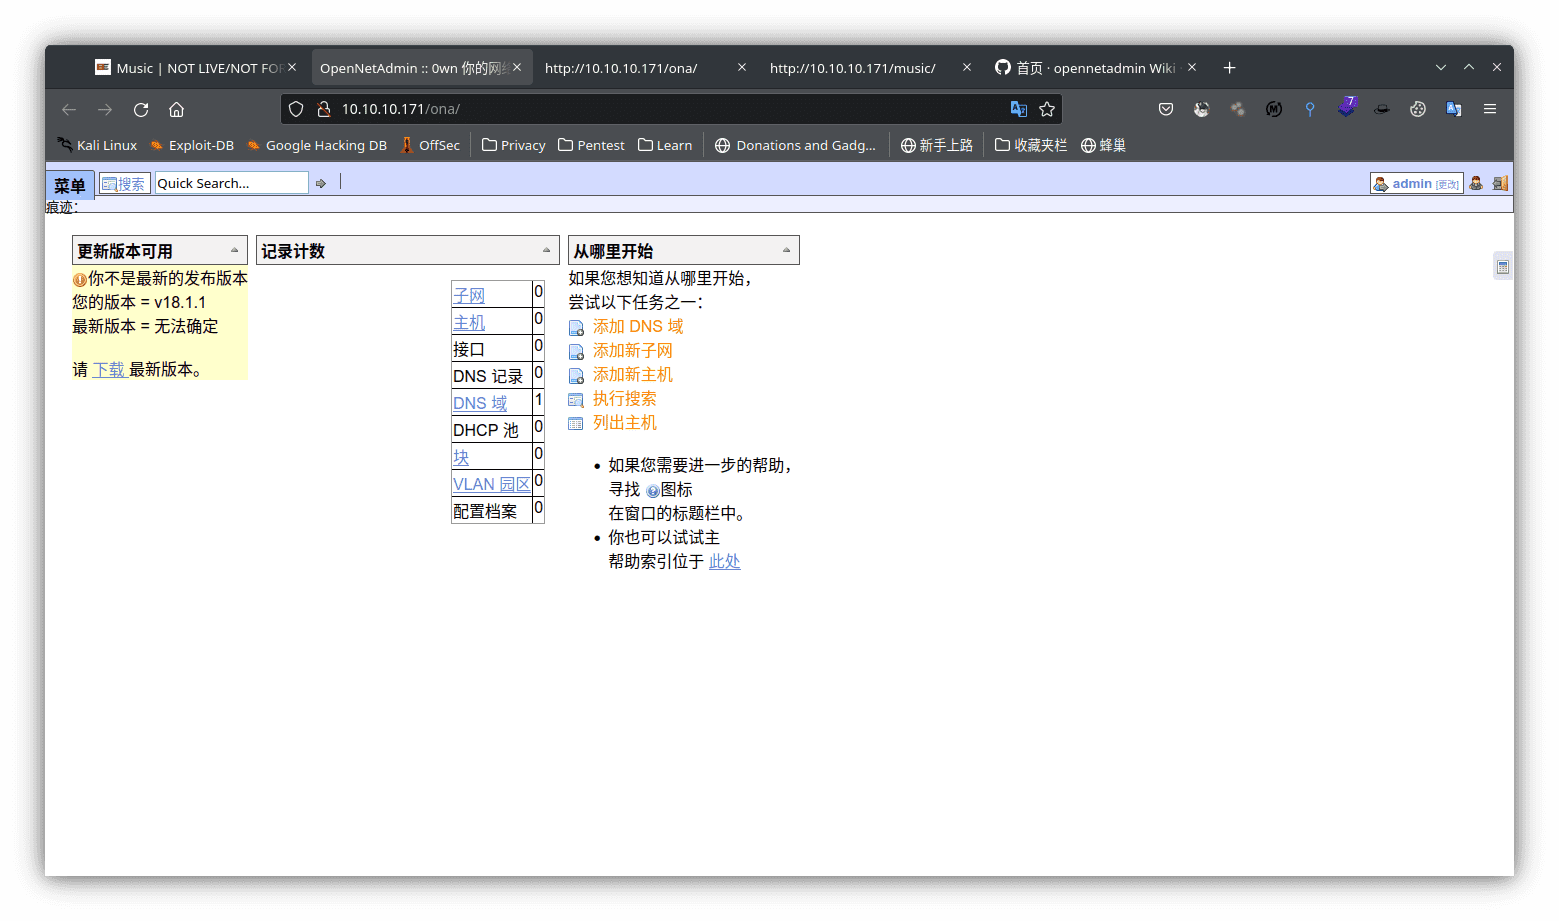 Music | NOT LIVE/NOT FOR
OpenNetAdmin :: 0wn 你的网络
http://10.10.10.171/ona/
http://10.10.10.171/music/
首页 · opennetadmin Wiki ·
10.10.10.171/ona/
7
Kali Linux
Exploit-DB
Google Hacking DB
OffSec
Privacy
Pentest
Learn
Donations and Gadg...
新手上路
收藏夹栏
蜂巢
菜单
搜索
Quick Search...
admin [更改]
痕迹：
更新版本可用
你不是最新的发布版本
您的版本 = v18.1.1
最新版本 = 无法确定
请 下载 最新版本。
记录计数
子网 0
主机 0
接口 0
DNS 记录 0
DNS 域 1
DHCP 池 0
块 0
VLAN 园区 0
配置档案 0
从哪里开始
如果您想知道从哪里开始，
尝试以下任务之一：
添加 DNS 域
添加新子网
添加新主机
执行搜索
列出主机
• 如果您需要进一步的帮助，
寻找 图标
在窗口的标题栏中。
• 你也可以试试主
帮助索引位于 此处